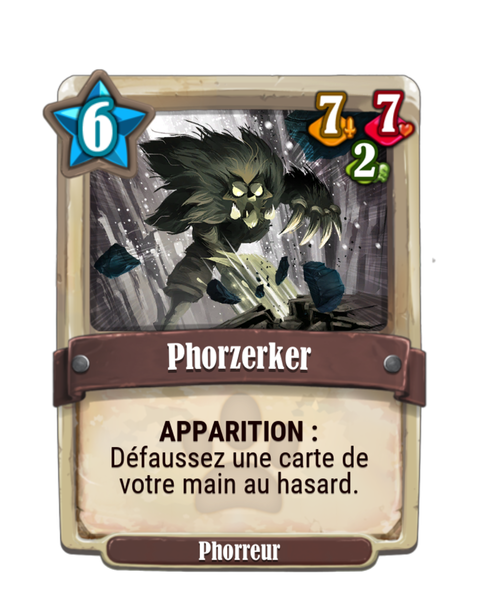 6
7 7
2
Phorzerker
APPARITION :
Défaussez une carte de
votre main au hasard.
Phorreur